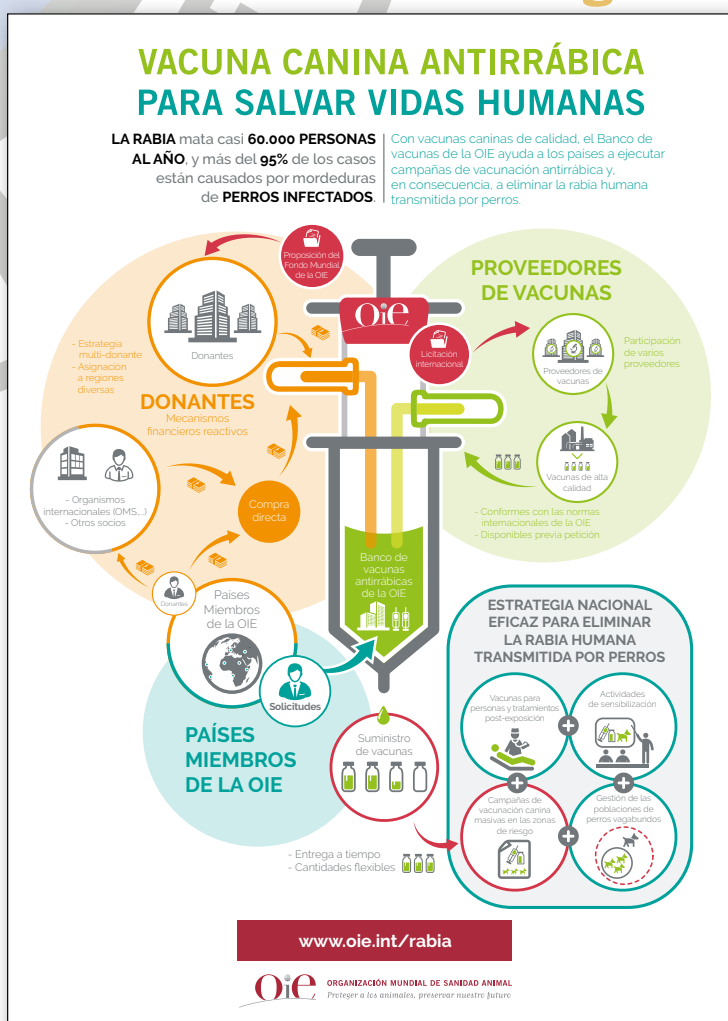 VACUNA CANINA ANTIRRÁBICA
PARA SALVAR VIDAS HUMANAS
LA RABIA mata casi 60.000 PERSONAS
AL AÑO, y más del 95% de los casos
están causados por mordeduras
de PERROS INFECTADOS.
Con vacunas caninas de calidad, el Banco de
vacunas de la OIE ayuda a los países a ejecutar
campañas de vacunación antirrábica y,
en consecuencia, a eliminar la rabia humana
transmitida por perros.
Proposición del
Fondo Mundial
de la OIE
Donantes
- Estrategia
multi-donante
- Asignación
a regiones
diversas
DONANTES
Mecanismos
financieros reactivos
- Organismos
internacionales (OMS,...)
- Otros socios
Compra
directa
Donantes
Países
Miembros
de la OIE
Solicitudes
PAÍSES
MIEMBROS
DE LA OIE
OiE
Licitación
internacional
PROVEEDORES
DE VACUNAS
Proveedores de
vacunas
Participación
de varios
proveedores
Vacunas de alta
calidad
- Conformes con las normas
internacionales de la OIE
- Disponibles previa petición
Banco de
vacunas
antirrábicas
de la OIE
Suministro
de vacunas
- Entrega a tiempo
- Cantidades flexibles
ESTRATEGIA NACIONAL
EFICAZ PARA ELIMINAR
LA RABIA HUMANA
TRANSMITIDA POR PERROS
Vacunas para
personas y tratamientos
post-exposición
Actividades
de sensibilización
Campañas de
vacunación canina
masivas en las zonas
de riesgo
Gestión de las
poblaciones de
perros vagabundos
www.oie.int/rabia
OiE
ORGANIZACIÓN MUNDIAL DE SANIDAD ANIMAL
Proteger a los animales, preservar nuestro futuro